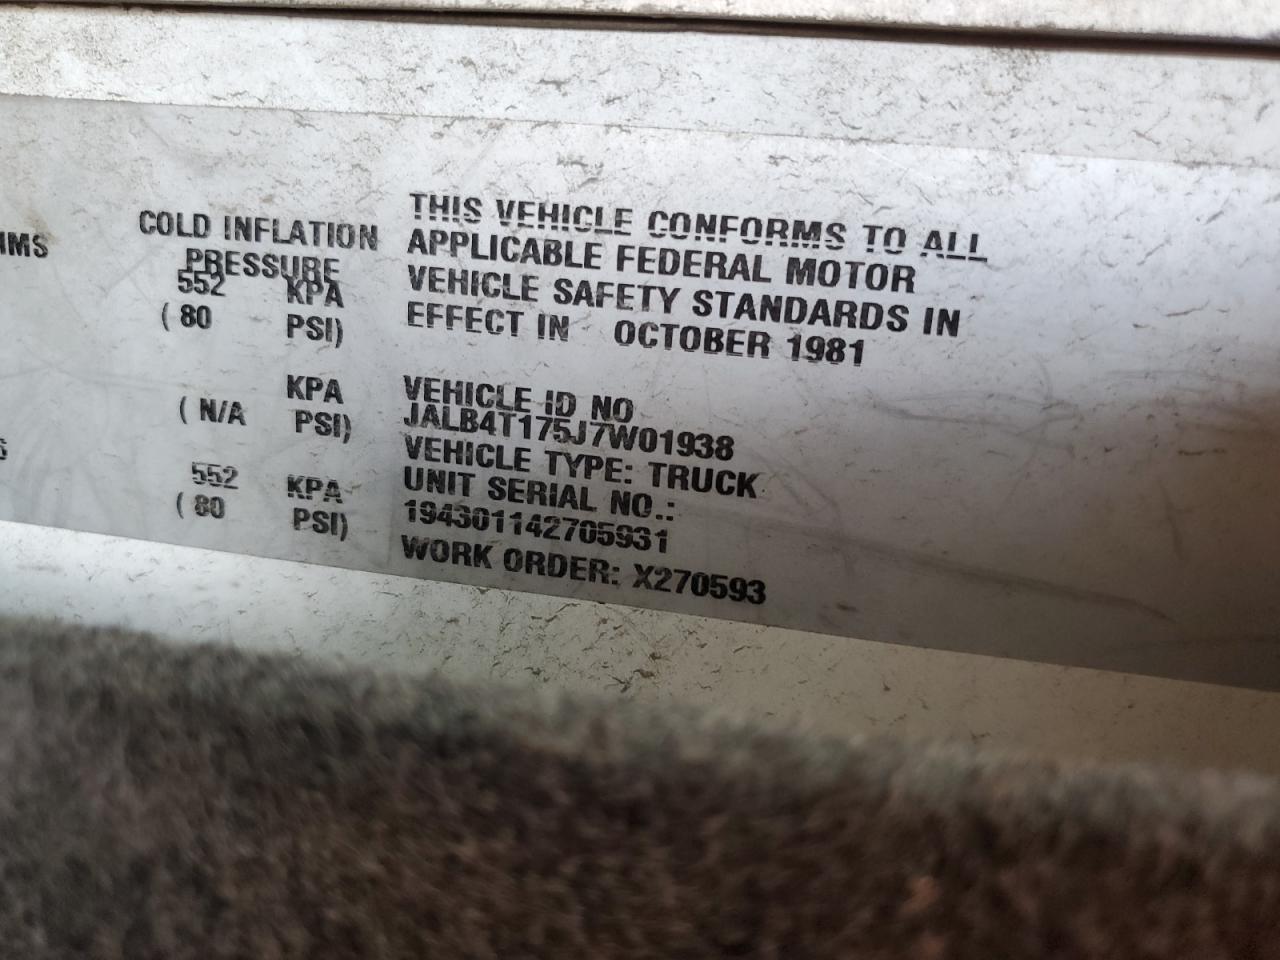 IMS
COLD INFLATION
PRESSURE
552 KPA
( 80 PSI)
KPA
( N/A PSI)
552 KPA
( 80 PSI)
THIS VEHICLE CONFORMS TO ALL
APPLICABLE FEDERAL MOTOR
VEHICLE SAFETY STANDARDS IN
EFFECT IN OCTOBER 1981
VEHICLE ID NO
JALB4T175J7W01938
VEHICLE TYPE: TRUCK
UNIT SERIAL NO.:
194301142705931
WORK ORDER: X270593